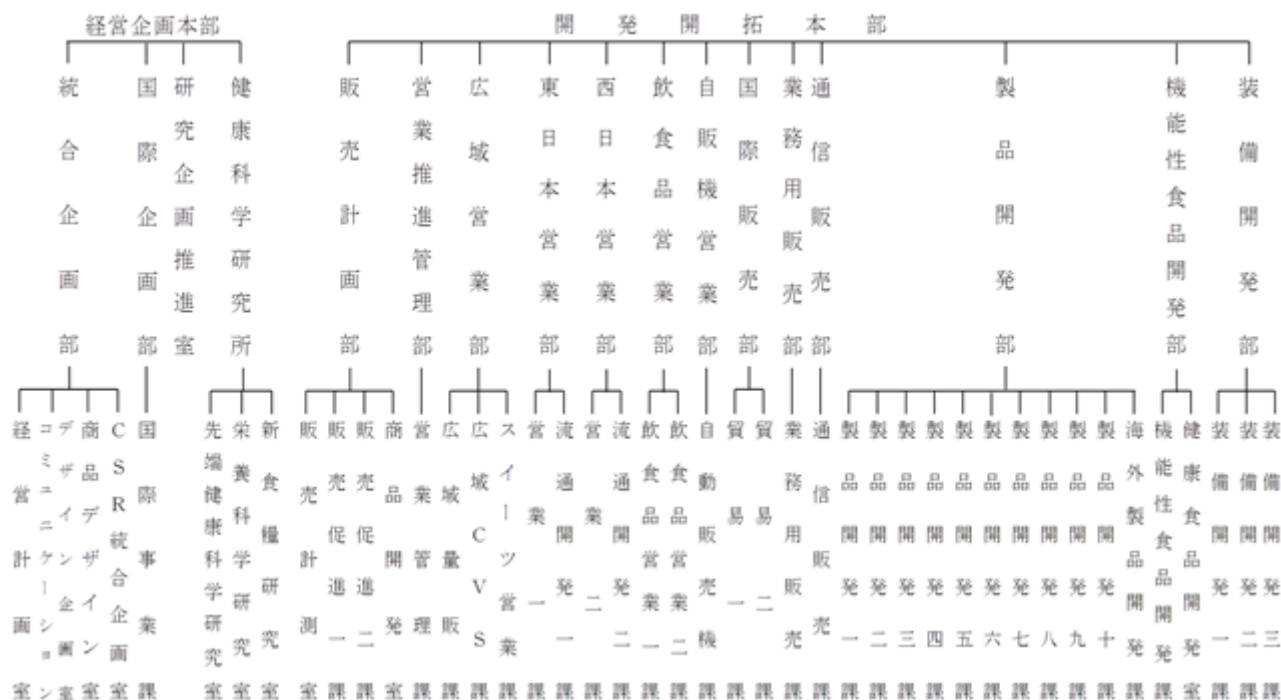 経営企画本部
開発開拓本部
統合企画部
国際企画部
研究企画推進室
健康科学研究所
販売計画部
営業推進管理部
広域営業部
東日本営業部
西日本営業部
飲食品営業部
自販機営業部
国際販売部
業務用販売部
通信販売部
製品開発部
機能性食品開発部
装備開発部
経営計画室
コミュニケーション
デザイン企画室
商品デザイン室
CSR統合企画室
国際事業課
先端健康科学研究室
栄養科学研究室
新食糧研究室
販売計測室
販売促進一課
販売促進二課
商品開発室
営業管理課
広域量販課
広域CVS課
スイーツ営業課
営業一課
流通開発一課
営業二課
流通開発二課
飲食品営業一課
飲食品営業二課
自動販売機課
貿易一課
貿易二課
業務用販売課
通信販売課
製品開発一課
製品開発二課
製品開発三課
製品開発四課
製品開発五課
製品開発六課
製品開発七課
製品開発八課
製品開発九課
製品開発十課
海外製品開発課
機能性食品開発課
健康食品開発室
装備開発一課
装備開発二課
装備開発三課